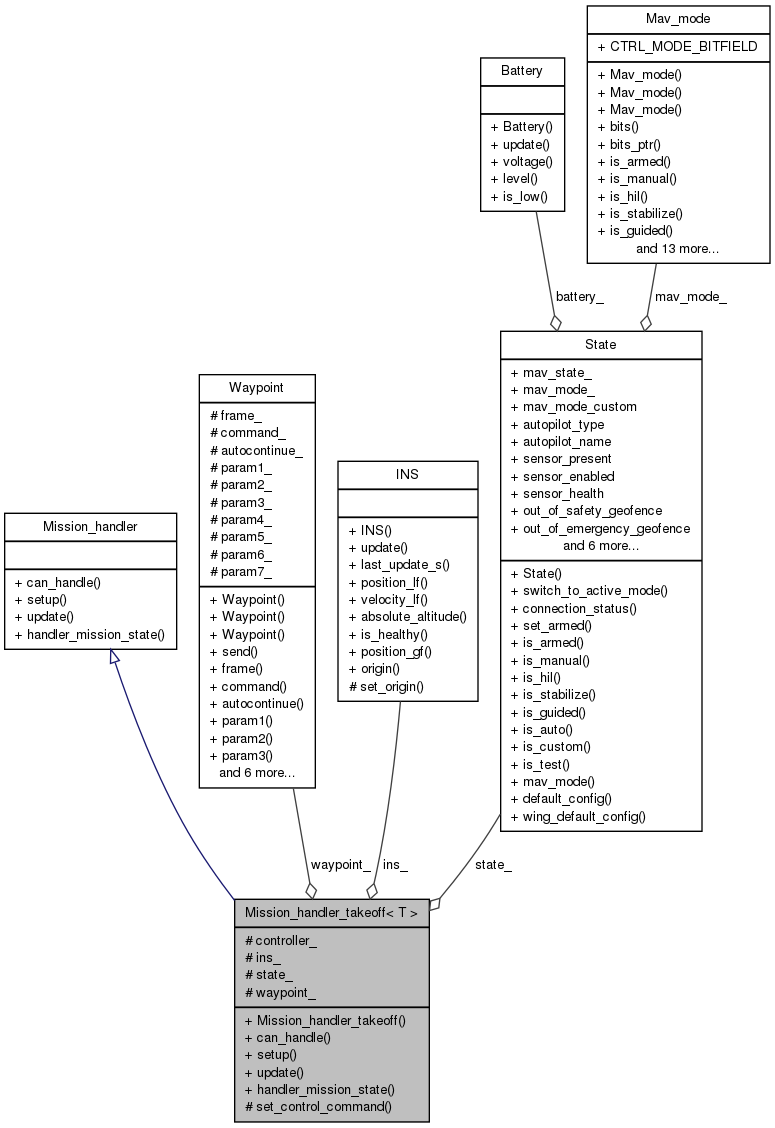 Mav_mode
+ CTRL_MODE_BITFIELD
+ Mav_mode()
+ Mav_mode()
+ Mav_mode()
+ bits()
+ bits_ptr()
+ is_armed()
+ is_manual()
+ is_hil()
+ is_stabilize()
+ is_guided()
and 13 more...
Battery
+ Battery()
+ update()
+ voltage()
+ level()
+ is_low()
battery_
mav_mode_
State
+ mav_state_
+ mav_mode_
+ mav_mode_custom
+ autopilot_type
+ autopilot_name
+ sensor_present
+ sensor_enabled
+ sensor_health
+ out_of_safety_geofence
+ out_of_emergency_geofence
and 6 more...
+ State()
+ switch_to_active_mode()
+ connection_status()
+ set_armed()
+ is_armed()
+ is_manual()
+ is_hil()
+ is_stabilize()
+ is_guided()
+ is_auto()
+ is_custom()
+ is_test()
+ mav_mode()
+ default_config()
+ wing_default_config()
Waypoint
# frame_
# command_
# autocontinue_
# param1_
# param2_
# param3_
# param4_
# param5_
# param6_
# param7_
+ Waypoint()
+ Waypoint()
+ Waypoint()
+ send()
+ frame()
+ command()
+ autocontinue()
+ param1()
+ param2()
+ param3()
and 6 more...
INS
+ INS()
+ update()
+ last_update_s()
+ position_lf()
+ velocity_lf()
+ absolute_altitude()
+ is_healthy()
+ position_gf()
+ origin()
# set_origin()
Mission_handler
+ can_handle()
+ setup()
+ update()
+ handler_mission_state()
waypoint_
ins_
state_
Mission_handler_takeoff< T >
# controller_
# ins_
# state_
# waypoint_
+ Mission_handler_takeoff()
+ can_handle()
+ setup()
+ update()
+ handler_mission_state()
# set_control_command()